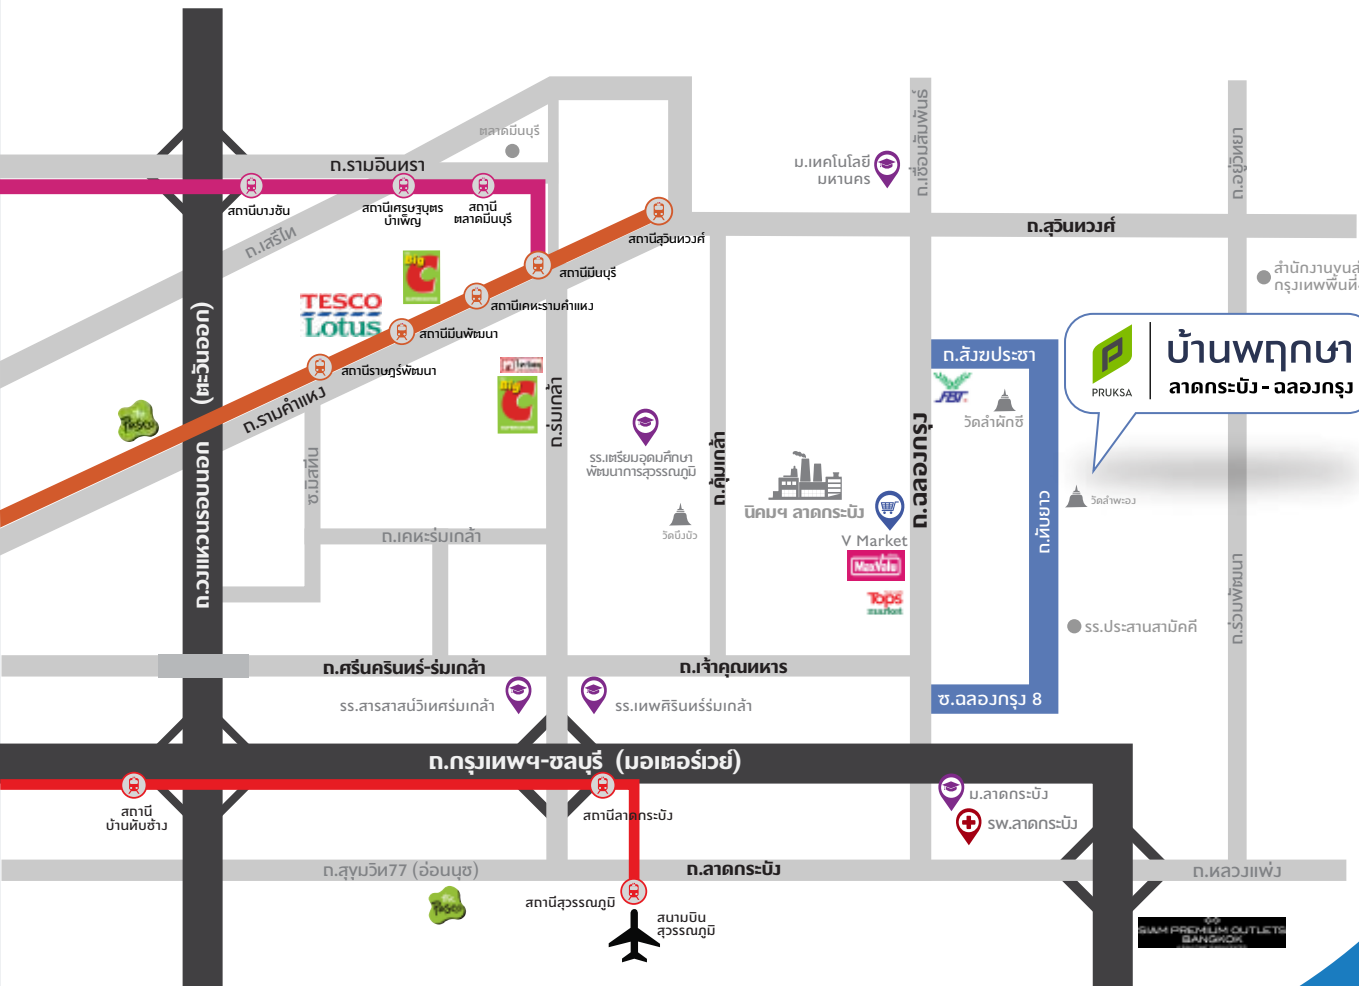 ตลาดมีนบุรี
ถ.รามอินทรา
สถานีบางชัน
สถานีเศรษฐบุตร
บำเพ็ญ
สถานี
ตลาดมีนบุรี
ถ.เสรีไท
สถานีสุวินทวงศ์
สถานีมีนบุรี
สถานีเคหะรามคำแหง
สถานีมีนพัฒนา
สถานีราษฎร์พัฒนา
ถ.รามคำแหง
Big
C
TESCO
Lotus
Big
C
ม.เทคโนโลยี
มหานคร
ถ.เชื่อมสัมพันธ์
ถ.อยู่วิทยา
ถ.สุวินทวงศ์
สำนักงานขนส่
กรุงเทพพื้นที่
ถ.สังฆประชา
FBT
วัดลำผักชี
PRUKSA
บ้านพฤกษา
ลาดกระบัง - ฉลองกรุง
ถ.กาญจนาภิเษก (ตะวันออก)
Paseo
ซ.มิสทีน
ถ.ร่มเกล้า
รร.เตรียมอุดมศึกษา
พัฒนาการสุวรรณภูมิ
วัดบึงบัว
ถ.คุ้มเกล้า
นิคมฯ ลาดกระบัง
V Market
MaxValu
Tops
market
ถ.ฉลองกรุง
ถ.ทับยาว
วัดลำพะอง
รร.ประสานสามัคคี
ถ.ร่วมพัฒนา
ถ.เคหะร่มเกล้า
ถ.ศรีนครินทร์-ร่มเกล้า
ถ.เจ้าคุณทหาร
รร.สารสาสน์วิเทศร่มเกล้า
รร.เทพศิรินทร์ร่มเกล้า
ซ.ฉลองกรุง 8
ถ.กรุงเทพฯ-ชลบุรี (มอเตอร์เวย์)
สถานี
บ้านทับช้าง
สถานีลาดกระบัง
ม.ลาดกระบัง
รพ.ลาดกระบัง
ถ.สุขุมวิท77 (อ่อนนุช)
ถ.ลาดกระบัง
ถ.หลวงแพ่ง
Paseo
สถานีสุวรรณภูมิ
สนามบิน
สุวรรณภูมิ
SIAM PREMIUM OUTLETS
BANGKOK